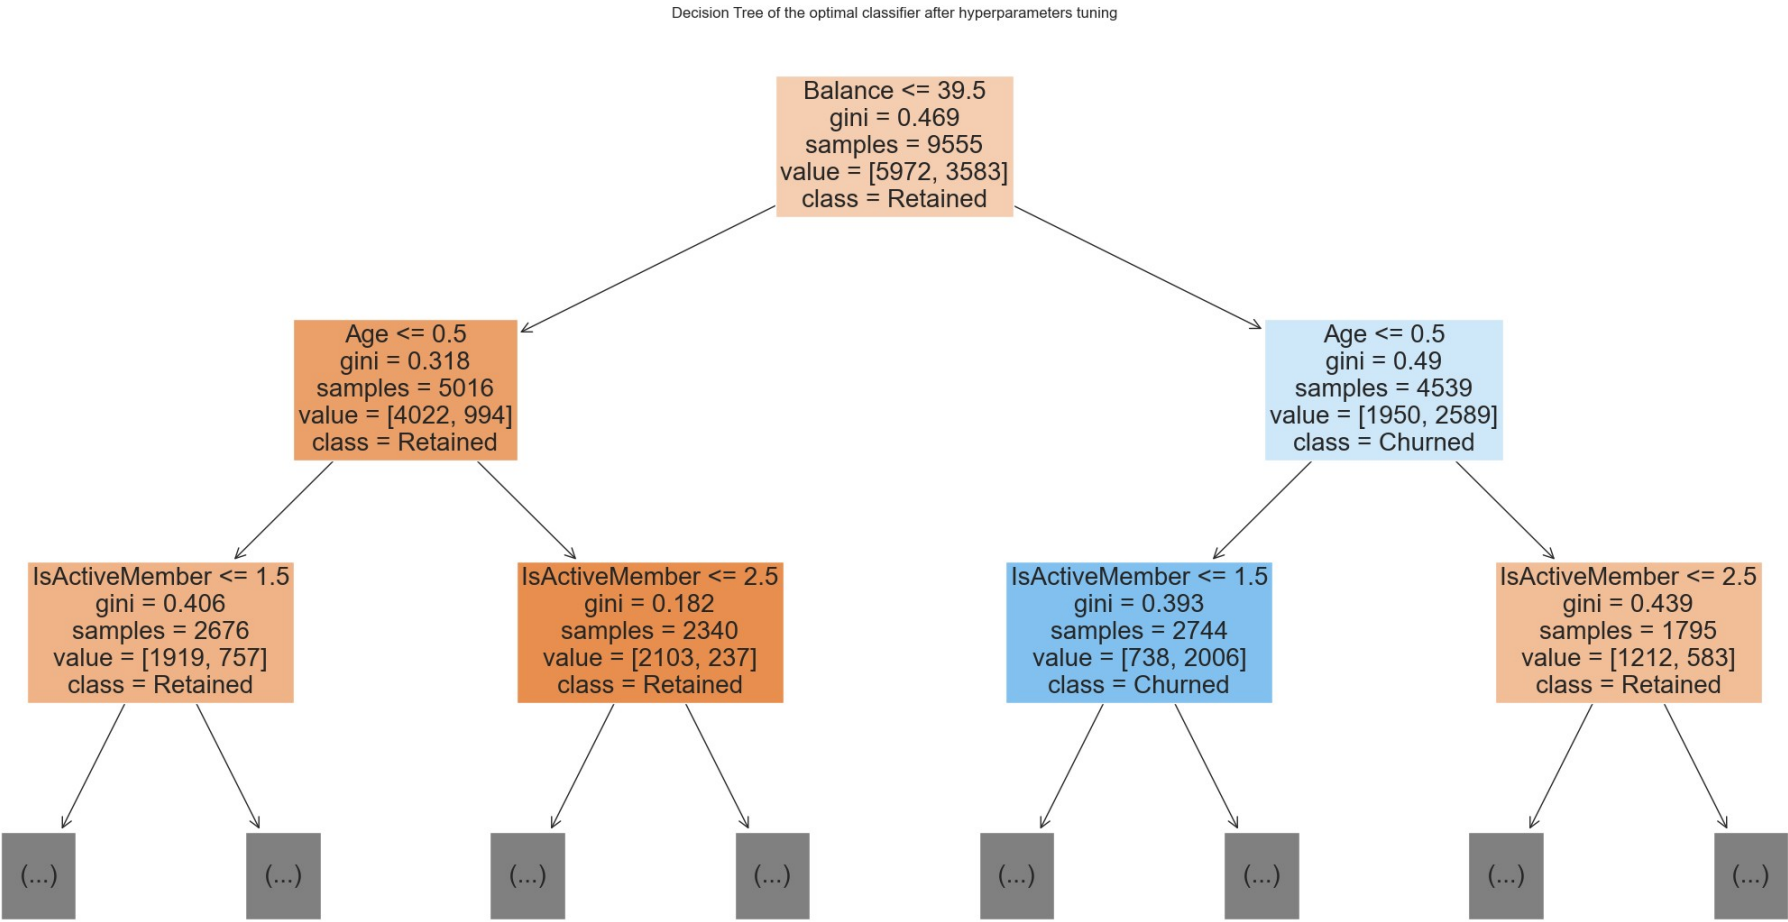 Decision Tree of the optimal classifier after hyperparameters tuning
Balance <= 39.5
gini = 0.469
samples = 9555
value = [5972, 3583]
class = Retained
Age <= 0.5
gini = 0.318
samples = 5016
value = [4022, 994]
class = Retained
Age <= 0.5
gini = 0.49
samples = 4539
value = [1950, 2589]
class = Churned
IsActiveMember <= 1.5
gini = 0.406
samples = 2676
value = [1919, 757]
class = Retained
IsActiveMember <= 2.5
gini = 0.182
samples = 2340
value = [2103, 237]
class = Retained
IsActiveMember <= 1.5
gini = 0.393
samples = 2744
value = [738, 2006]
class = Churned
IsActiveMember <= 2.5
gini = 0.439
samples = 1795
value = [1212, 583]
class = Retained
(...)
(...)
(...)
(...)
(...)
(...)
(...)
(...)